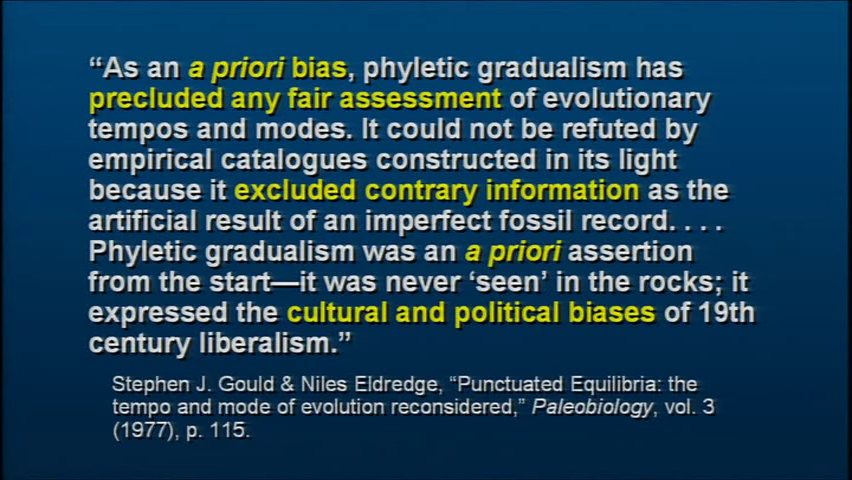 “As an a priori bias, phyletic gradualism has
precluded any fair assessment of evolutionary
tempos and modes. It could not be refuted by
empirical catalogues constructed in its light
because it excluded contrary information as the
artificial result of an imperfect fossil record. . . .
Phyletic gradualism was an a priori assertion
from the start—it was never ‘seen’ in the rocks; it
expressed the cultural and political biases of 19th
century liberalism.”
Stephen J. Gould & Niles Eldredge, “Punctuated Equilibria: the
tempo and mode of evolution reconsidered,” Paleobiology, vol. 3
(1977), p. 115.